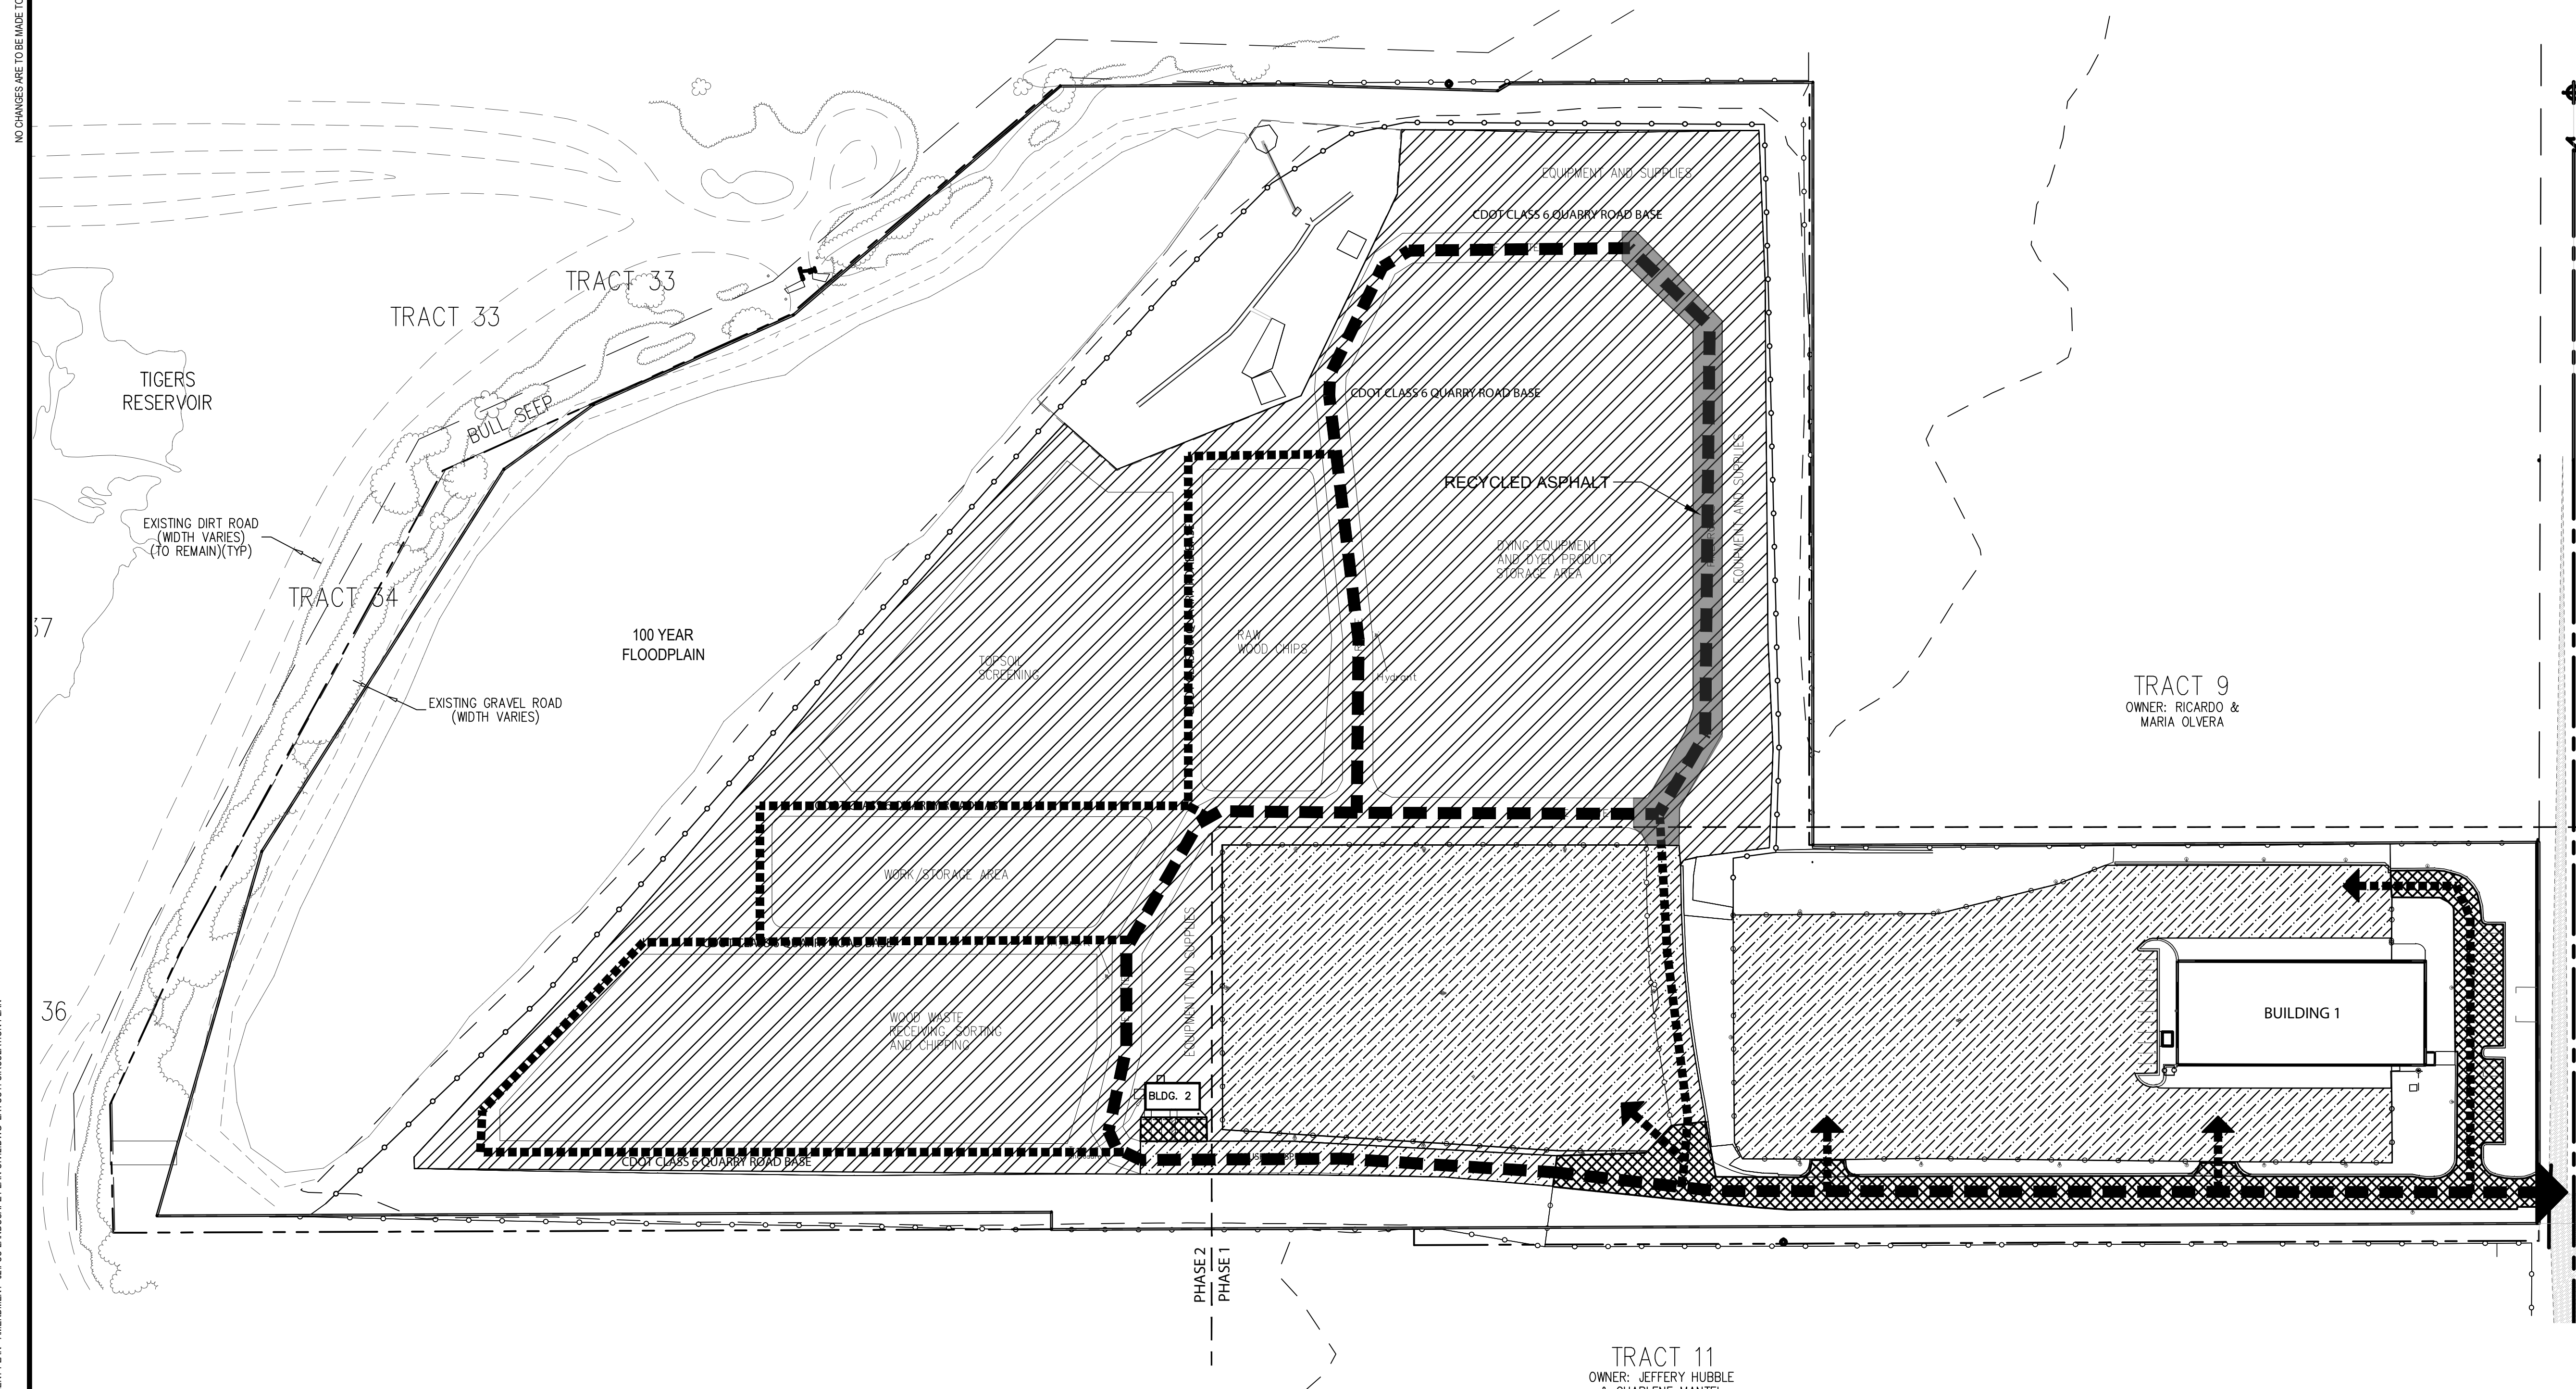 NO CHANGES ARE TO BE MADE TO
EQUIPMENT AND SUPPLIES
CDOT CLASS 6 QUARRY ROAD BASE
TRACT 33
TRACT 33
TIGERS
RESERVOIR
BULL SEEP
CDOT CLASS 6 QUARRY ROAD BASE
RECYCLED ASPHALT
EQUIPMENT AND SUPPLIES
EXISTING DIRT ROAD
(WIDTH VARIES)
(TO REMAIN)(TYP)
DYING EQUIPMENT
AND DYED PRODUCT
STORAGE AREA
TRACT 34
37
100 YEAR
FLOODPLAIN
RAW
WOOD CHIPS
TOPSOIL
SCREENING
Hydrant
EXISTING GRAVEL ROAD
(WIDTH VARIES)
TRACT 9
OWNER: RICARDO &
MARIA OLVERA
WORK/STORAGE AREA
EQUIPMENT AND SUPPLIES
36
WOOD WASTE
RECEIVING, SORTING
AND CHIPPING
BUILDING 1
BLDG. 2
CDOT CLASS 6 QUARRY ROAD BASE
PHASE 2
PHASE 1
TRACT 11
OWNER: JEFFERY HUBBLE
& CHARLENE MANTEL